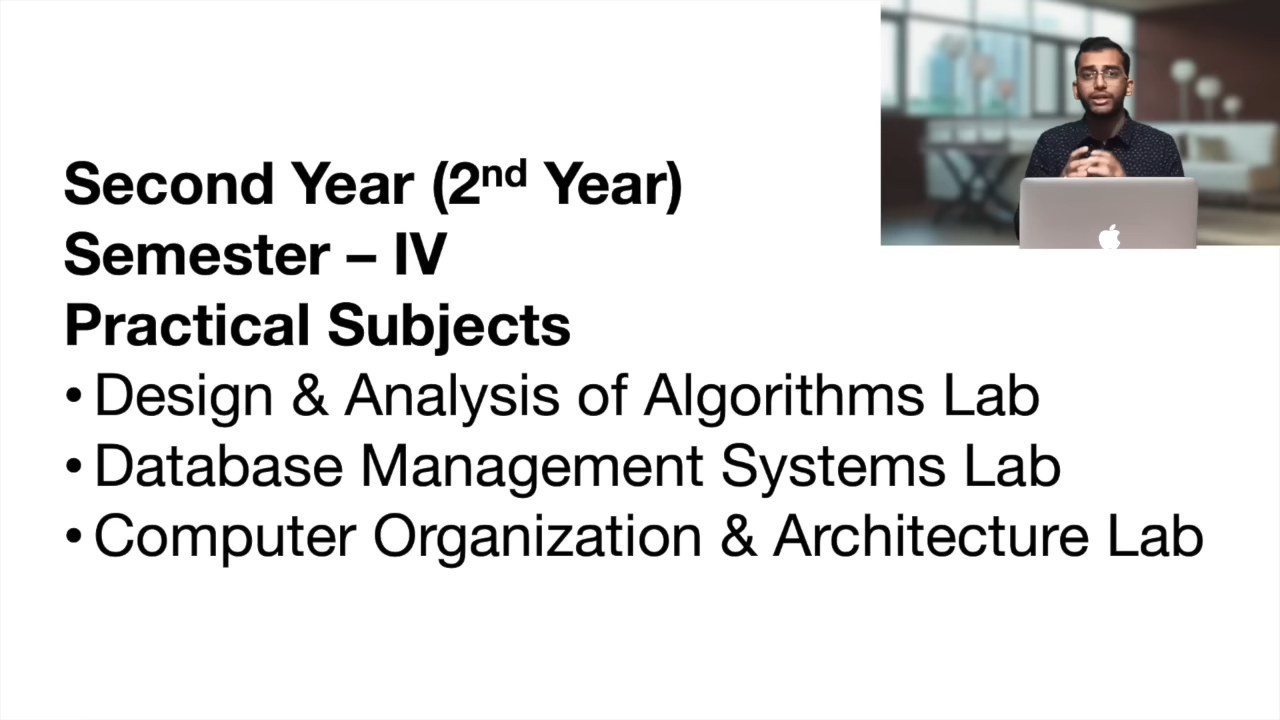 Second Year (2nd Year)
Semester – IV
Practical Subjects
• Design & Analysis of Algorithms Lab
• Database Management Systems Lab
• Computer Organization & Architecture Lab